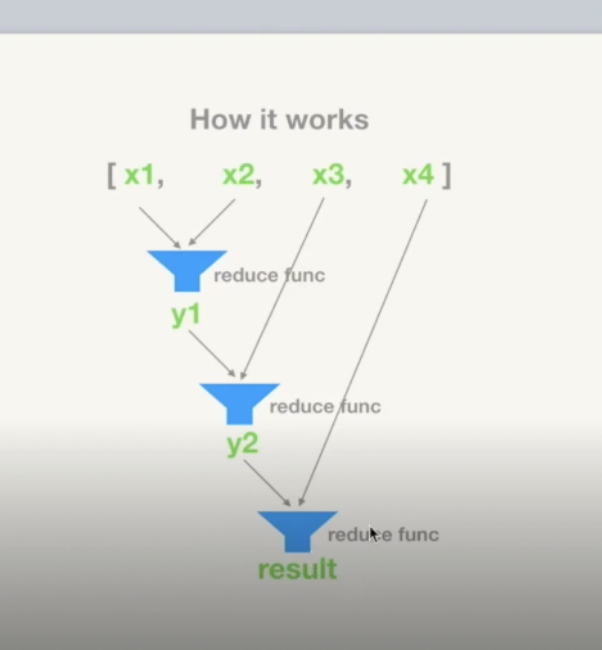 How it works
[ x1, x2, x3, x4 ]
reduce func
y1
reduce func
y2
reduce func
result